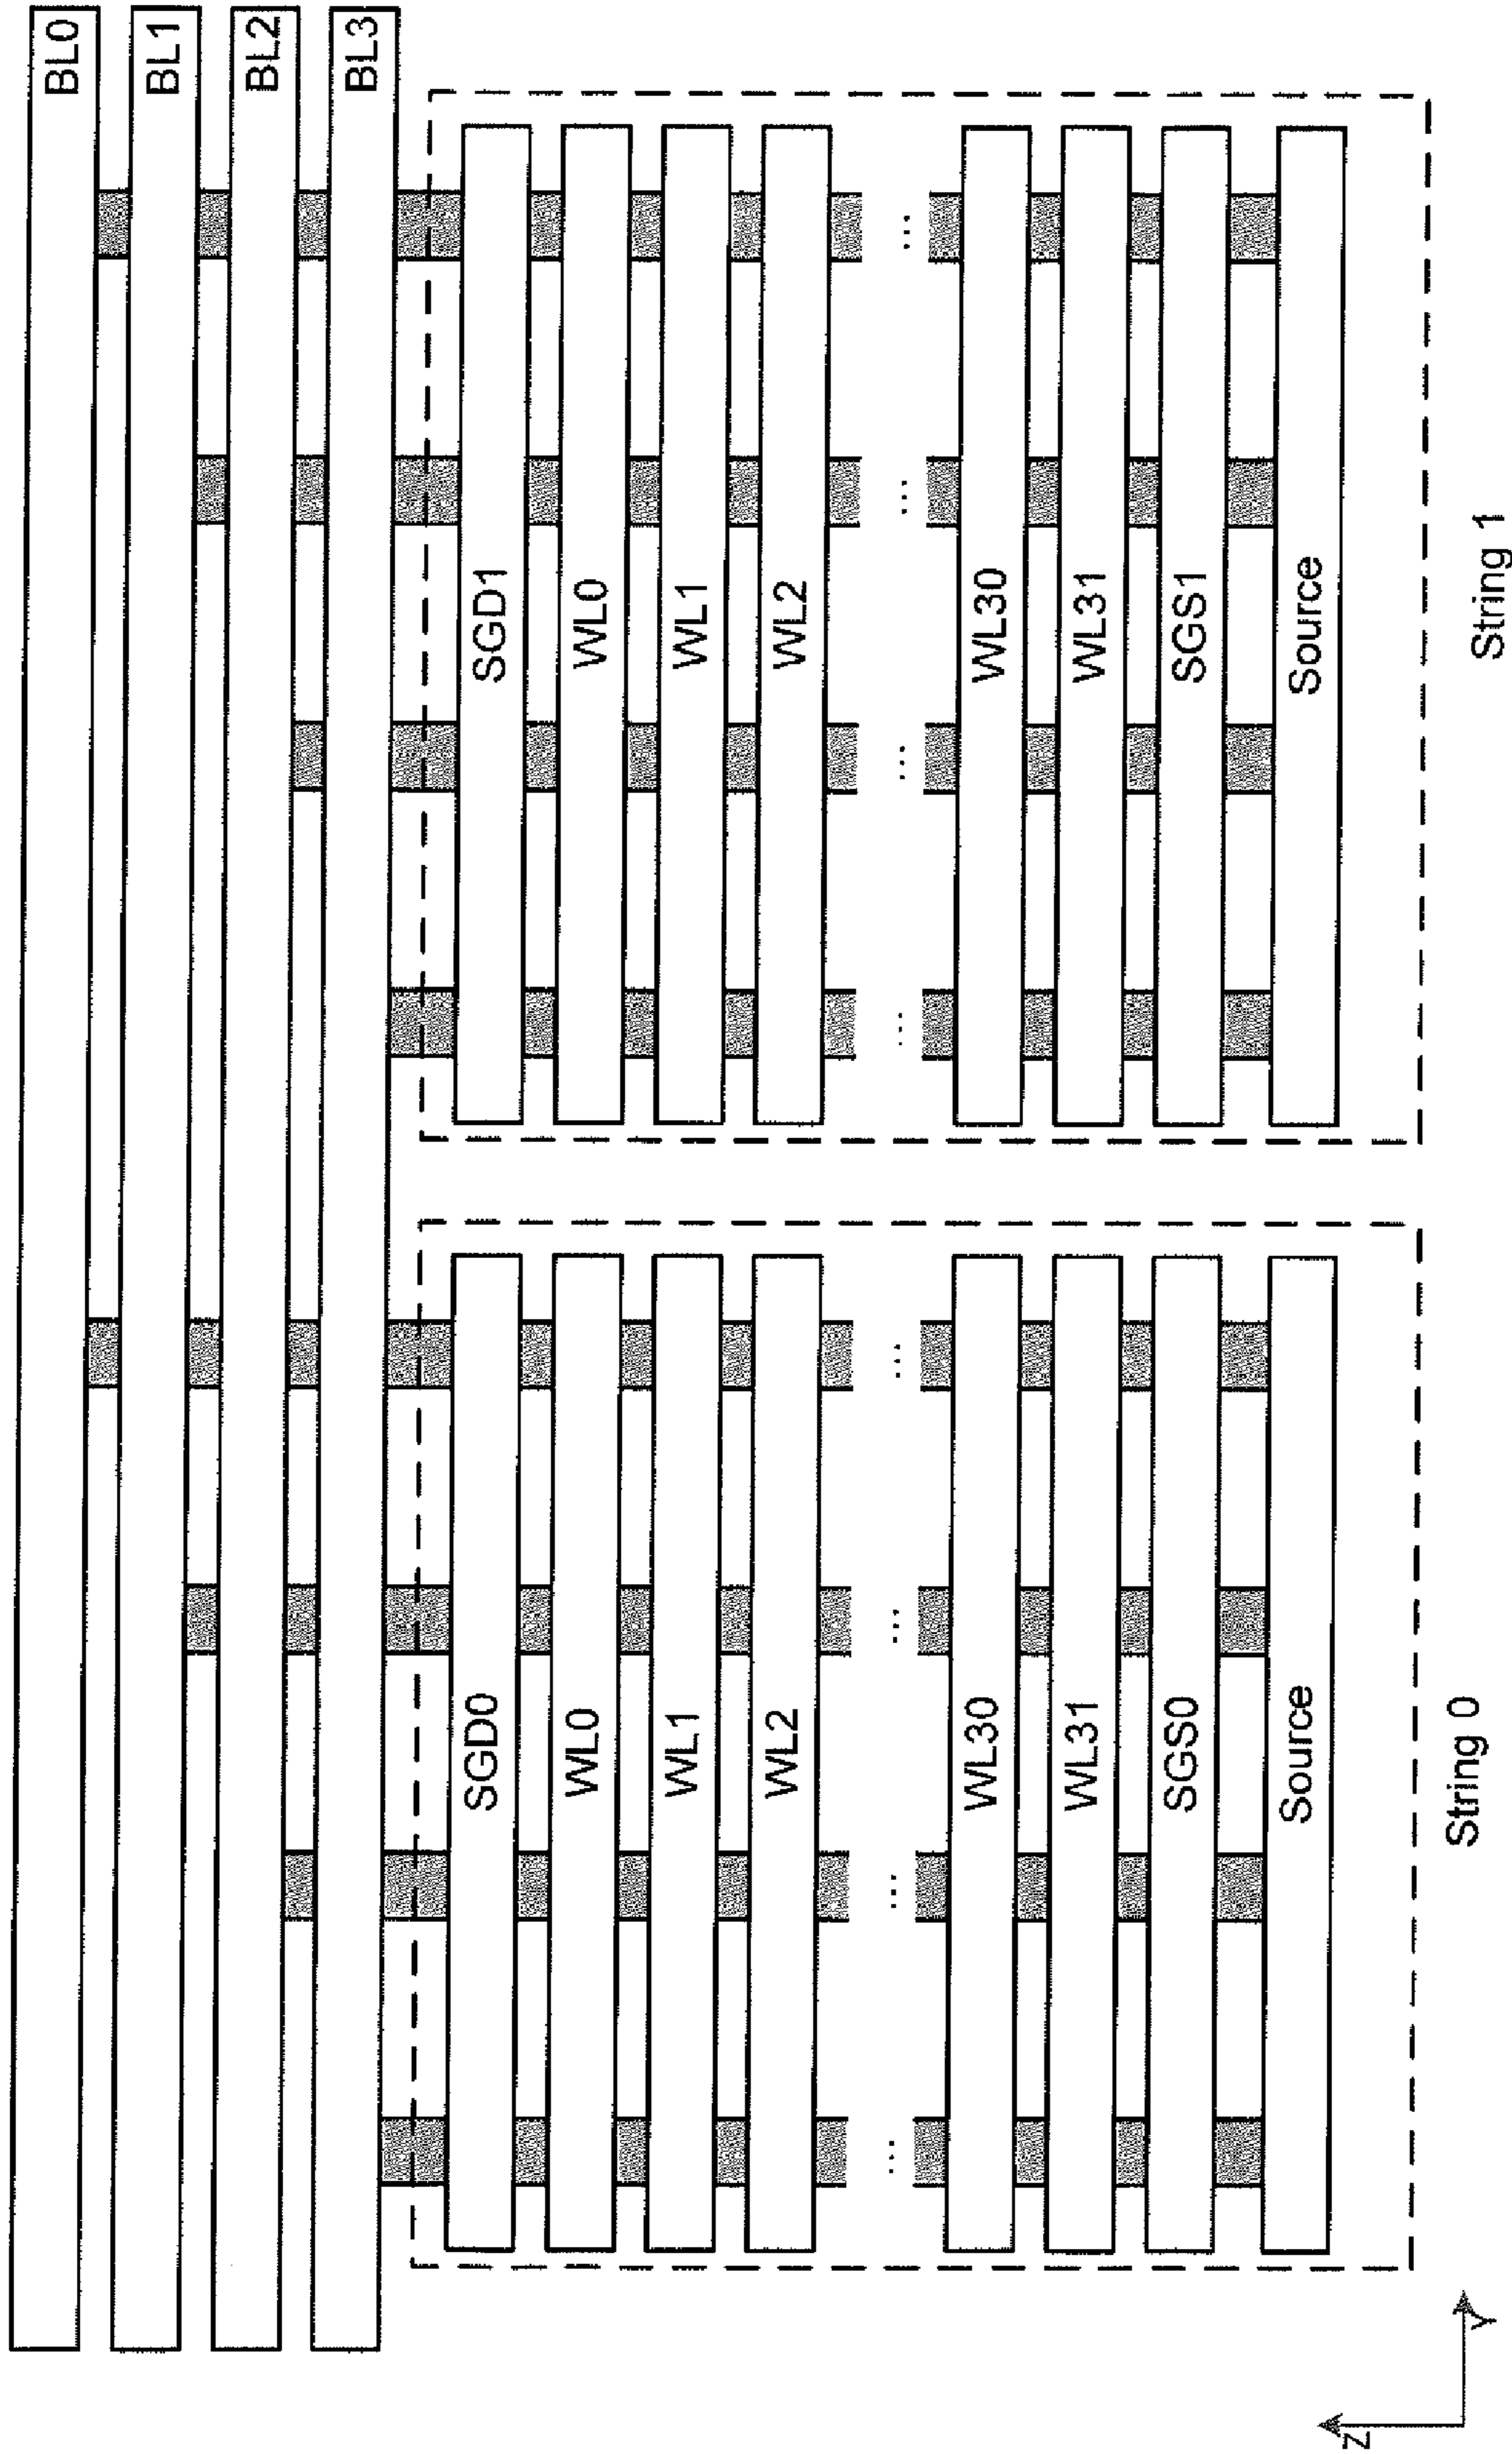 BL0
BL1
BL2
BL3
SGD0
WL0
WL1
WL2
...
...
...
...
WL30
WL31
SGS0
Source
String 0
SGD1
WL0
WL1
WL2
...
...
...
...
WL30
WL31
SGS1
Source
String 1
Z
Y